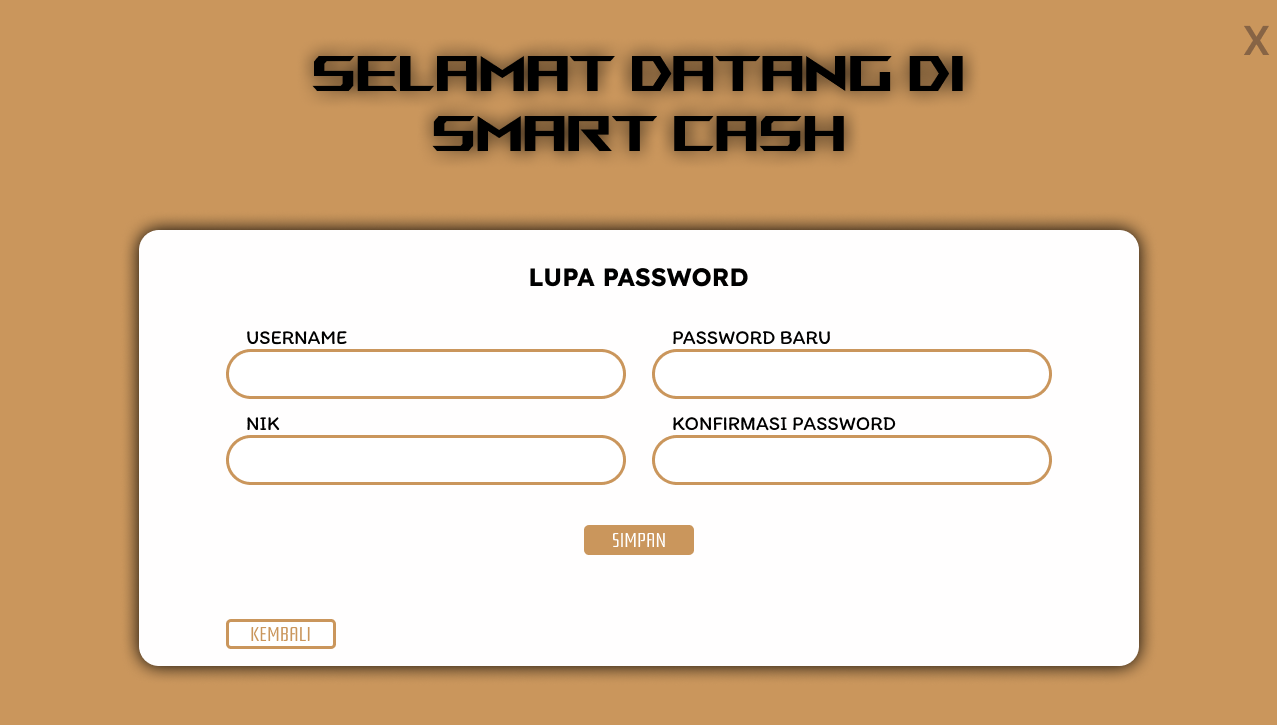 X
SELAMAT DATANG DI
SMART CASH
LUPA PASSWORD
USERNAME
PASSWORD BARU
NIK
KONFIRMASI PASSWORD
SIMPAN
KEMBALI